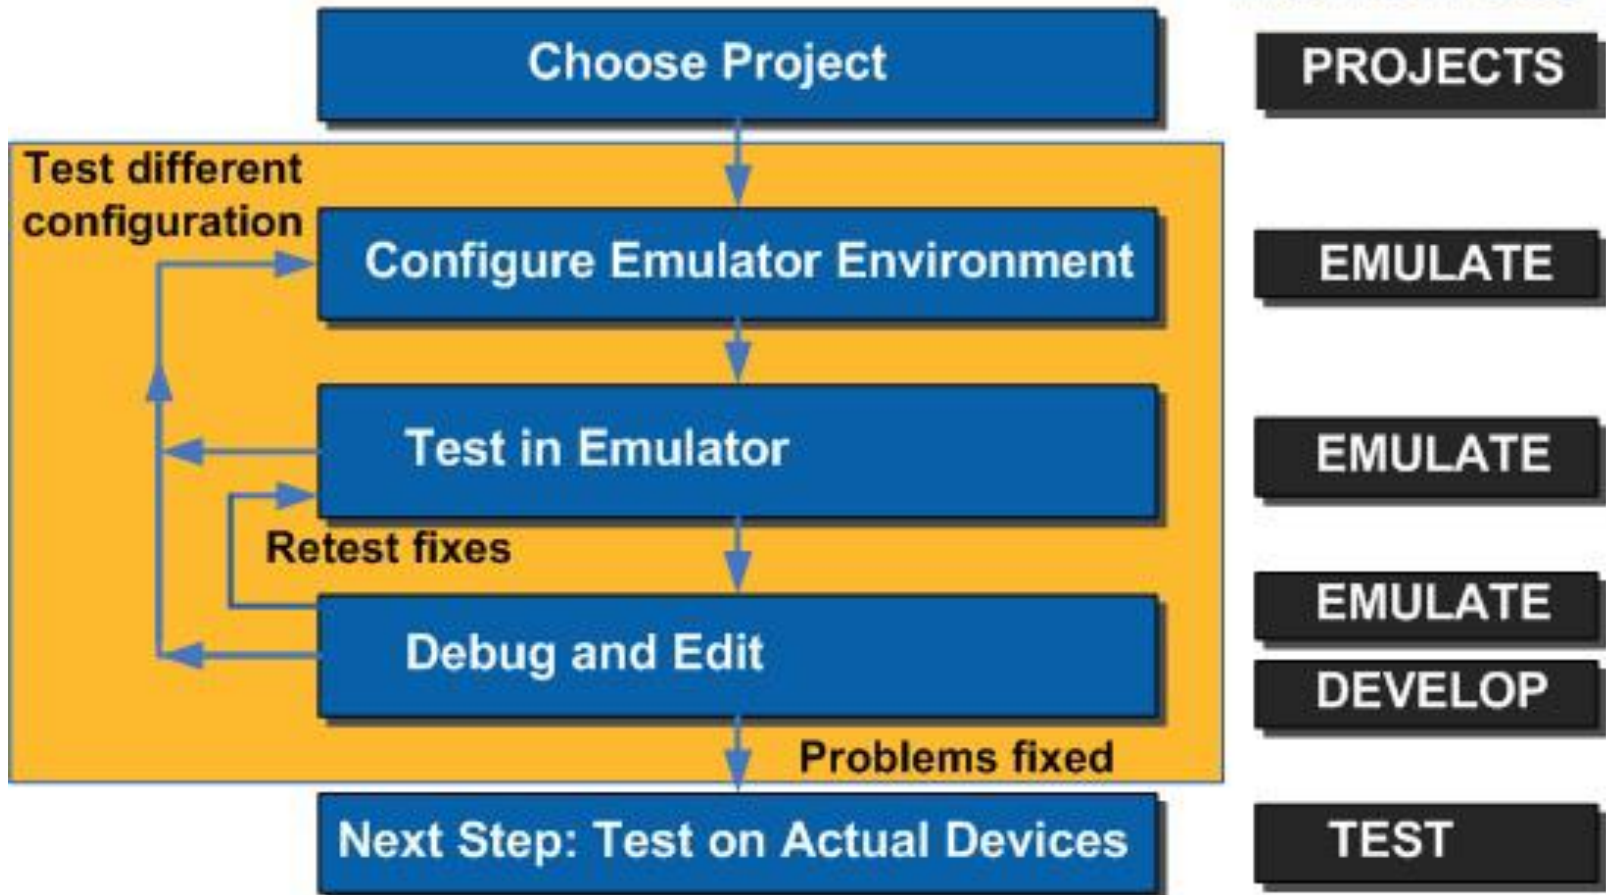 Choose Project
PROJECTS
Test different
configuration
Configure Emulator Environment
EMULATE
Test in Emulator
EMULATE
Retest fixes
Debug and Edit
EMULATE
DEVELOP
Problems fixed
Next Step: Test on Actual Devices
TEST